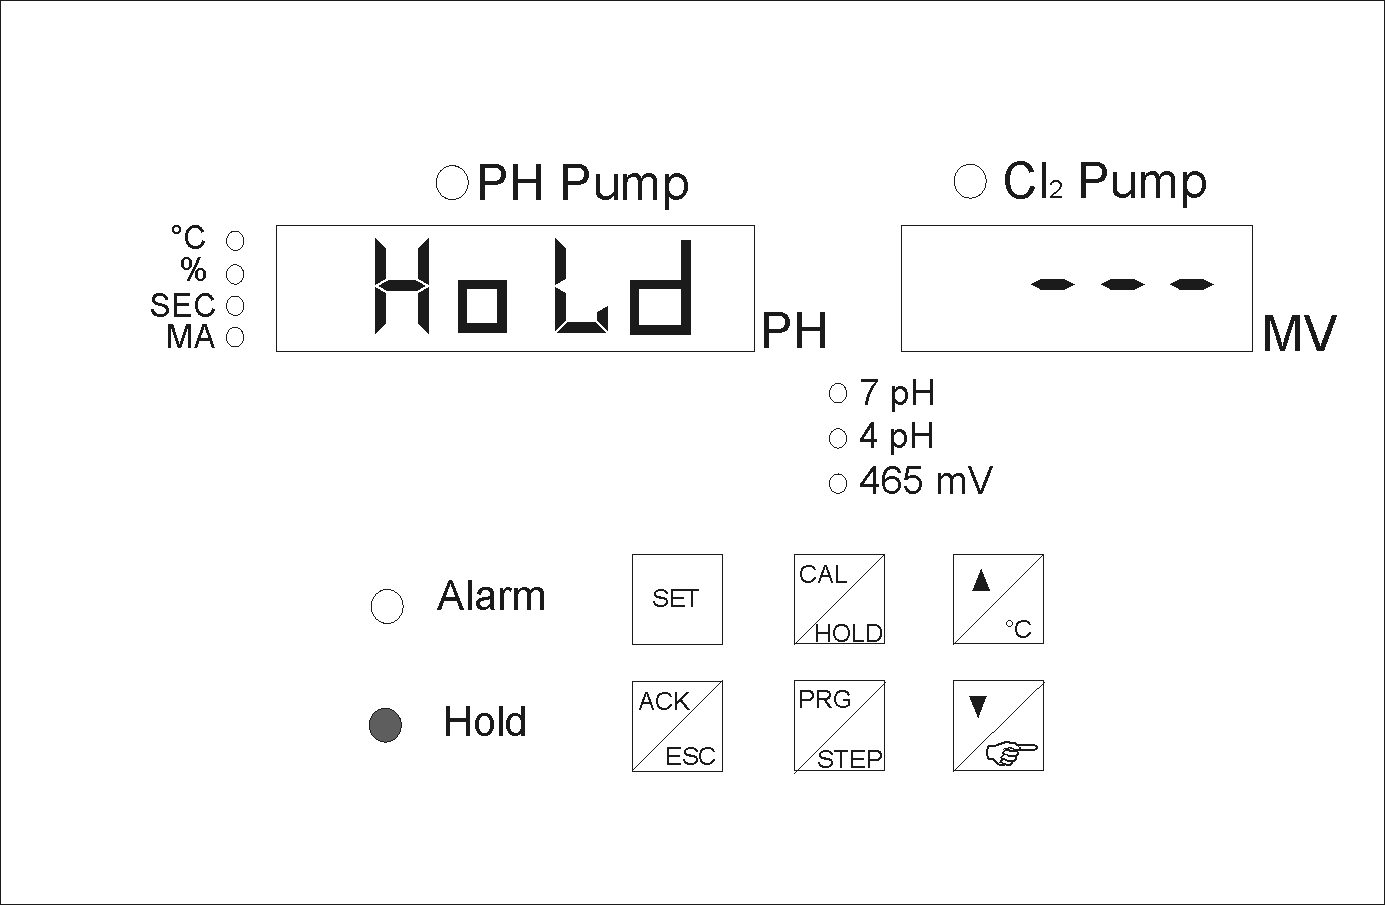 PH Pump
Cl₂ Pump
°C
%
SEC
MA
HoLd
PH
---
MV
7 pH
4 pH
465 mV
Alarm
SET
CAL
HOLD
▲
°C
Hold
ACK
ESC
PRG
STEP
▼